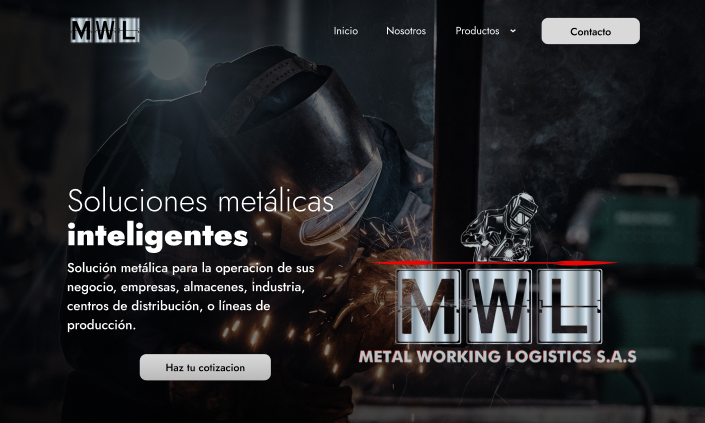 MWL
Inicio Nosotros Productos Contacto
Soluciones metálicas
inteligentes
Solución metálica para la operacion de sus
negocio, empresas, almacenes, industria,
centros de distribución, o líneas de
producción.
Haz tu cotizacion
MWL
METAL WORKING LOGISTICS S.A.S